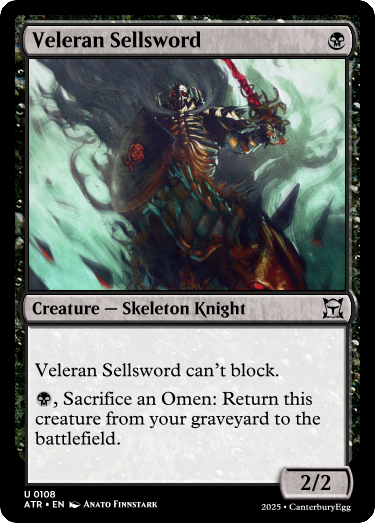 Veleran Sellsword
Creature — Skeleton Knight
Veleran Sellsword can't block.
, Sacrifice an Omen: Return this
creature from your graveyard to the
battlefield.
2/2
U 0108
ATR • EN Anato Finnstark
2025 • CanterburyEgg